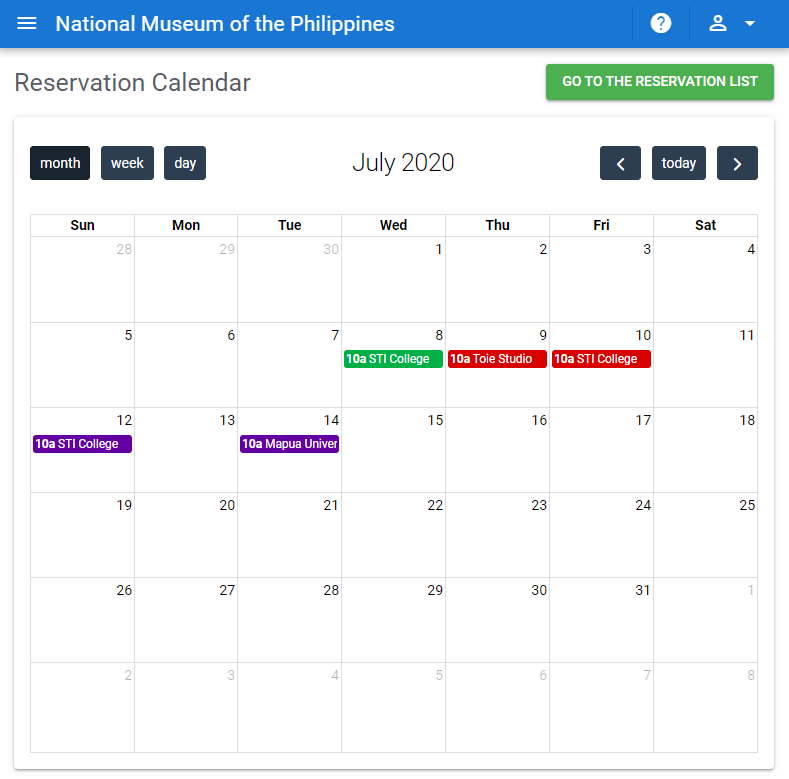 National Museum of the Philippines
Reservation Calendar
GO TO THE RESERVATION LIST
month week day July 2020 today
Sun Mon Tue Wed Thu Fri Sat
28 29 30 1 2 3 4
5 6 7 8 9 10 11
10a STI College 10a Toie Studio 10a STI College
12 13 14 15 16 17 18
10a STI College 10a Mapua Univer
19 20 21 22 23 24 25
26 27 28 29 30 31 1
2 3 4 5 6 7 8